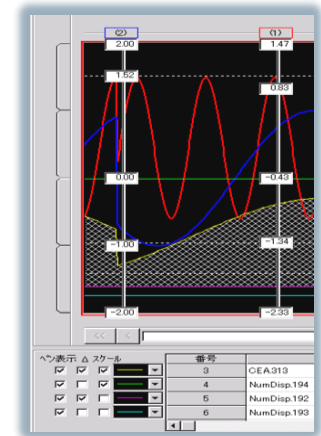 (2) (1)
2.00 1.47
1.52 0.83
0.00 -0.43
-1.00 -1.34
-2.00 -2.33
<< <
ペン表示 Δ スケール 番号
3 CEA313
4 NumDisp.194
5 NumDisp.192
6 NumDisp.193